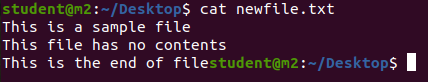 student@m2:~/Desktop$ cat newfile.txt
This is a sample file
This file has no contents
This is the end of filestudent@m2:~/Desktop$